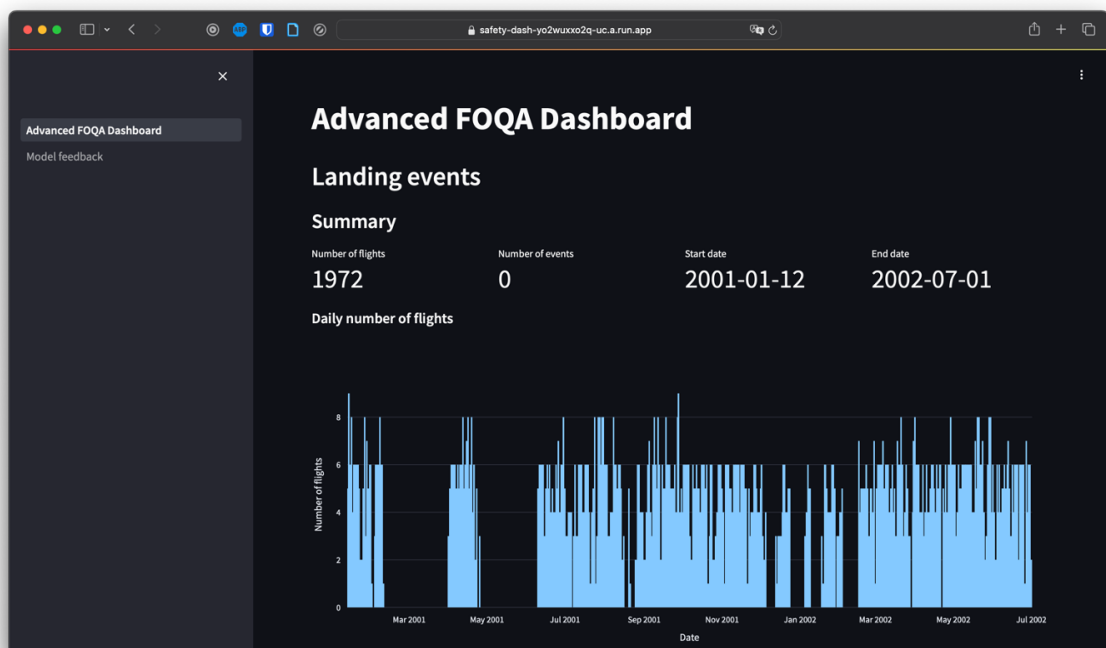 safety-dash-yo2wuxxo2q-uc.a.run.app
Advanced FOQA Dashboard
Model feedback
Advanced FOQA Dashboard
Landing events
Summary
Number of flights Number of events Start date End date
1972 0 2001-01-12 2002-07-01
Daily number of flights
8
6
4
2
0
Number of flights
Mar 2001 May 2001 Jul 2001 Sep 2001 Nov 2001 Jan 2002 Mar 2002 May 2002 Jul 2002
Date